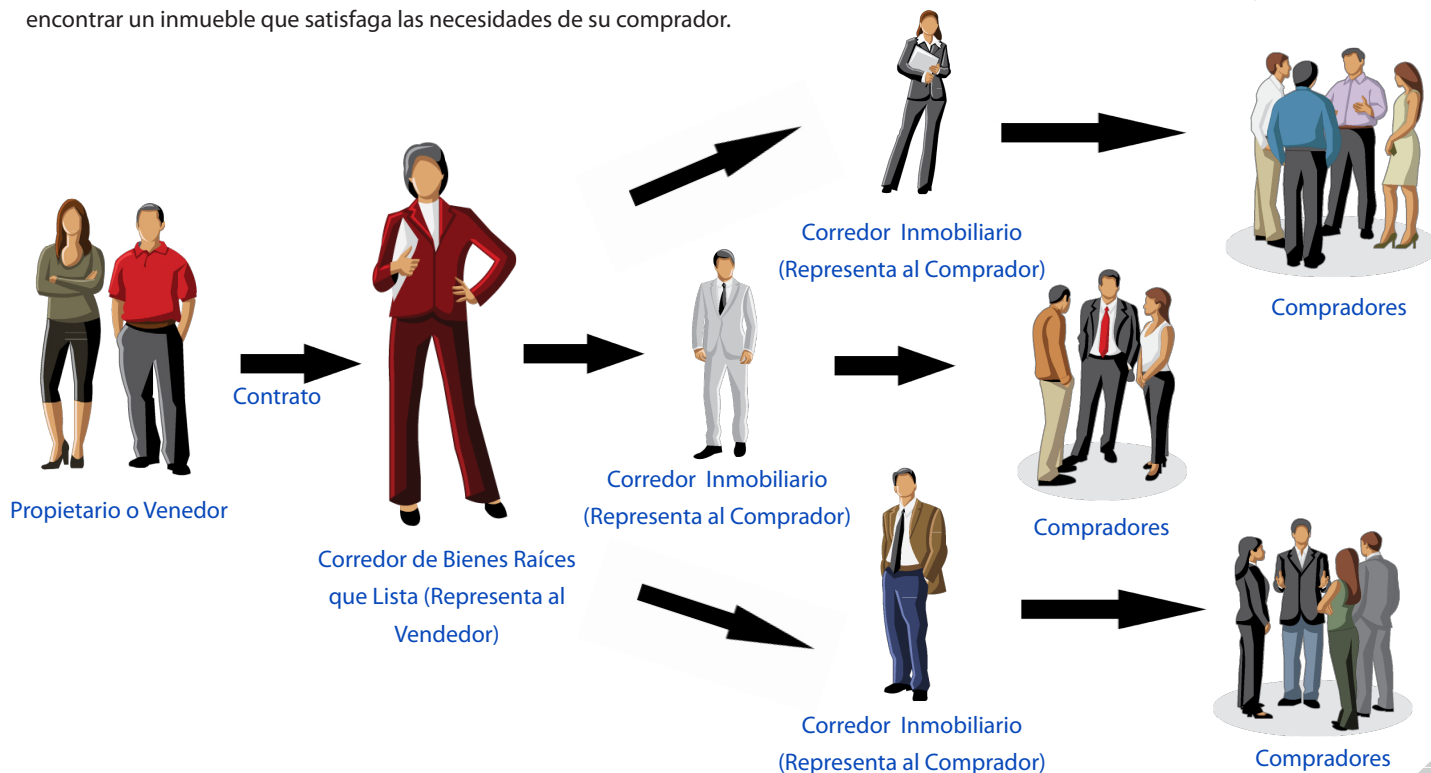 encontrar un inmueble que satisfaga las necesidades de su comprador.
Corredor Inmobiliario
(Representa al Comprador)
Compradores
Contrato
Propietario o Venedor
Corredor Inmobiliario
(Representa al Comprador)
Compradores
Corredor de Bienes Raíces
que Lista (Representa al
Vendedor)
Corredor Inmobiliario
(Representa al Comprador)
Compradores